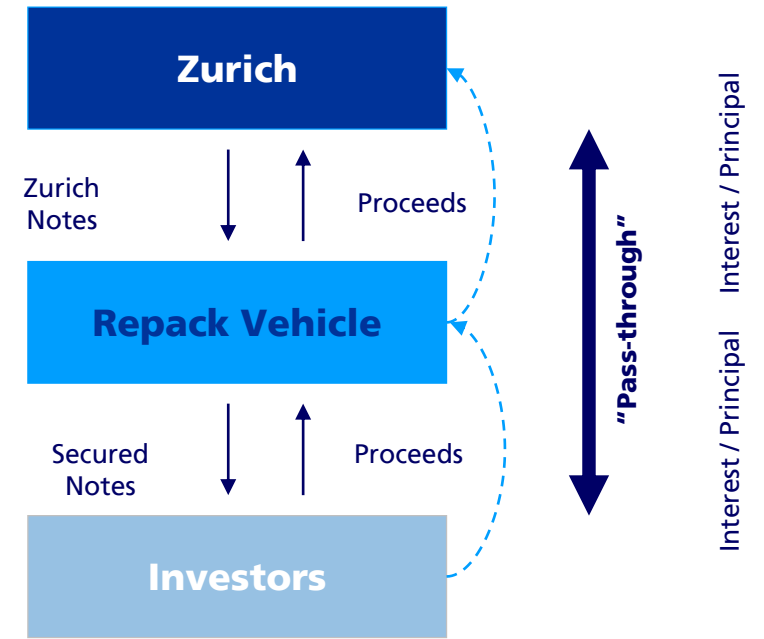 Zurich
Zurich
Notes
Proceeds
Interest / Principal
Repack Vehicle
"Pass-through"
Secured
Notes
Proceeds
Interest / Principal
Investors